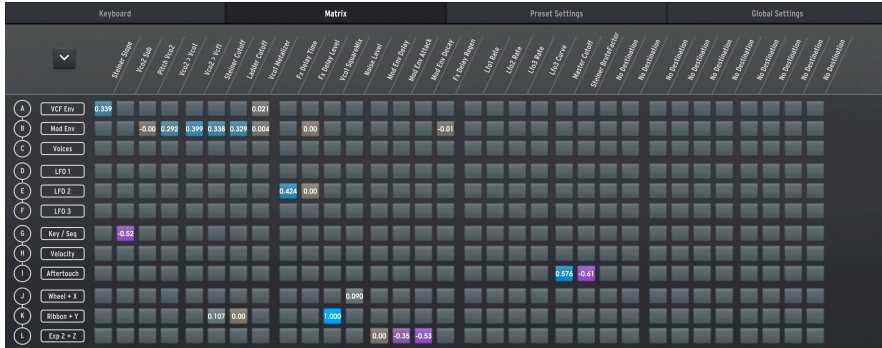 Keyboard Matrix Preset Settings Global Settings
Steiner Slope Vco2 Sub Pitch Vco2 Vco2 > Vco1 Vco2 > Vcf1 Steiner Cutoff Ladder Cutoff Vco1 Metalizer Fx Delay Time Fx Delay Level Vco1 SquareMix Noise Level Mod Env Delay Mod Env Attack Mod Env Decay Fx Delay Regen Lfo1 Rate Lfo2 Rate Lfo3 Rate Lfo3 Curve Master Cutoff Steiner BruteFactor No Destination No Destination No Destination No Destination No Destination No Destination No Destination No Destination No Destination No Destination
A VCF Env 0.339 0.021
B Mod Env -0.00 0.292 0.399 0.338 0.329 0.004 0.00 -0.01
C Voices
D LFO 1
E LFO 2 0.424 0.00
F LFO 3
G Key / Seq -0.52
H Velocity
I Aftertouch 0.576 -0.61
J Wheel + X 0.090
K Ribbon + Y 0.107 0.00 1.000
L Exp 2 + Z 0.00 -0.35 -0.53